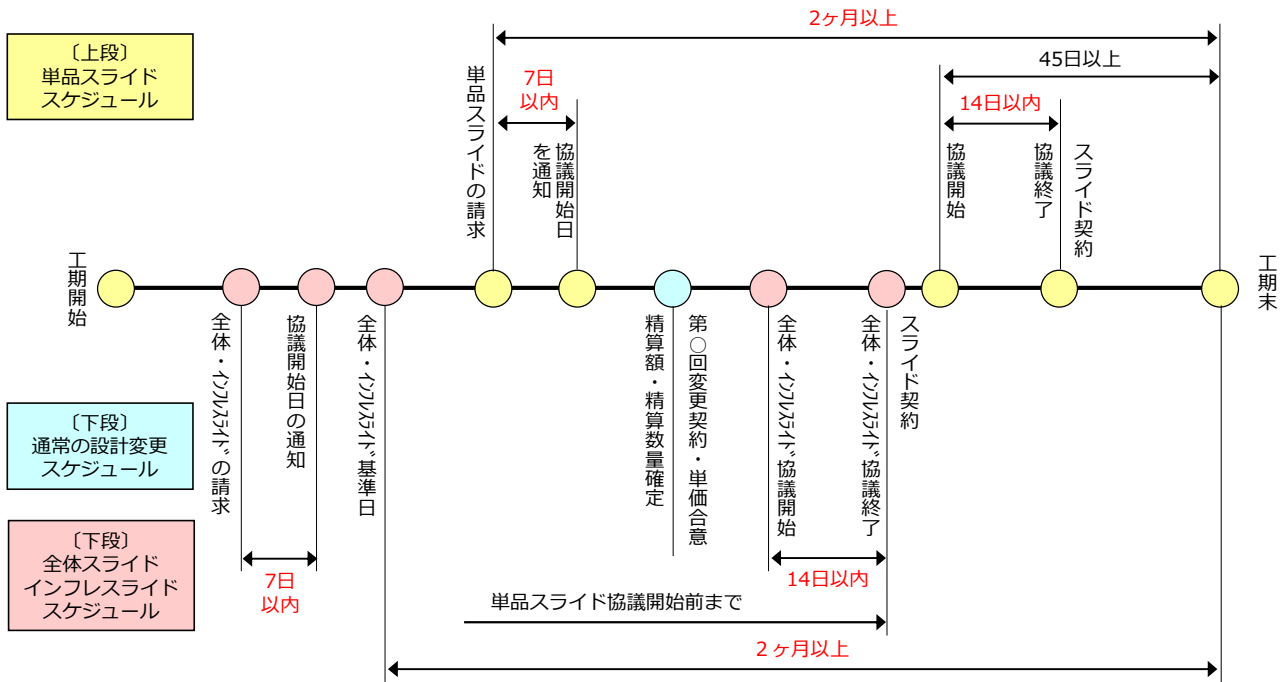 〔上段〕
単品スライド
スケジュール
2ヶ月以上
45日以上
7日
以内
14日以内
単品スライドの請求
協議開始日
を通知
協議開始
協議終了
スライド契約
工期開始
工期末
〔下段〕
通常の設計変更
スケジュール
〔下段〕
全体スライド
インフレスライド
スケジュール
全体・インフレスライドの請求
協議開始日の通知
全体・インフレスライド基準日
第○回変更契約・単価合意
精算額・精算数量確定
全体・インフレスライド協議開始
スライド契約
全体・インフレスライド協議終了
7日
以内
14日以内
単品スライド協議開始前まで
2ヶ月以上